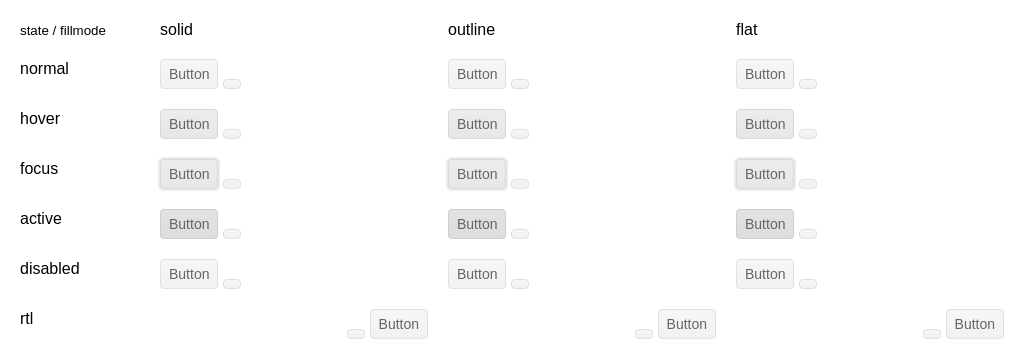 state / fillmode solid outline flat
normal Button Button Button
hover Button Button Button
focus Button Button Button
active Button Button Button
disabled Button Button Button
rtl Button Button Button